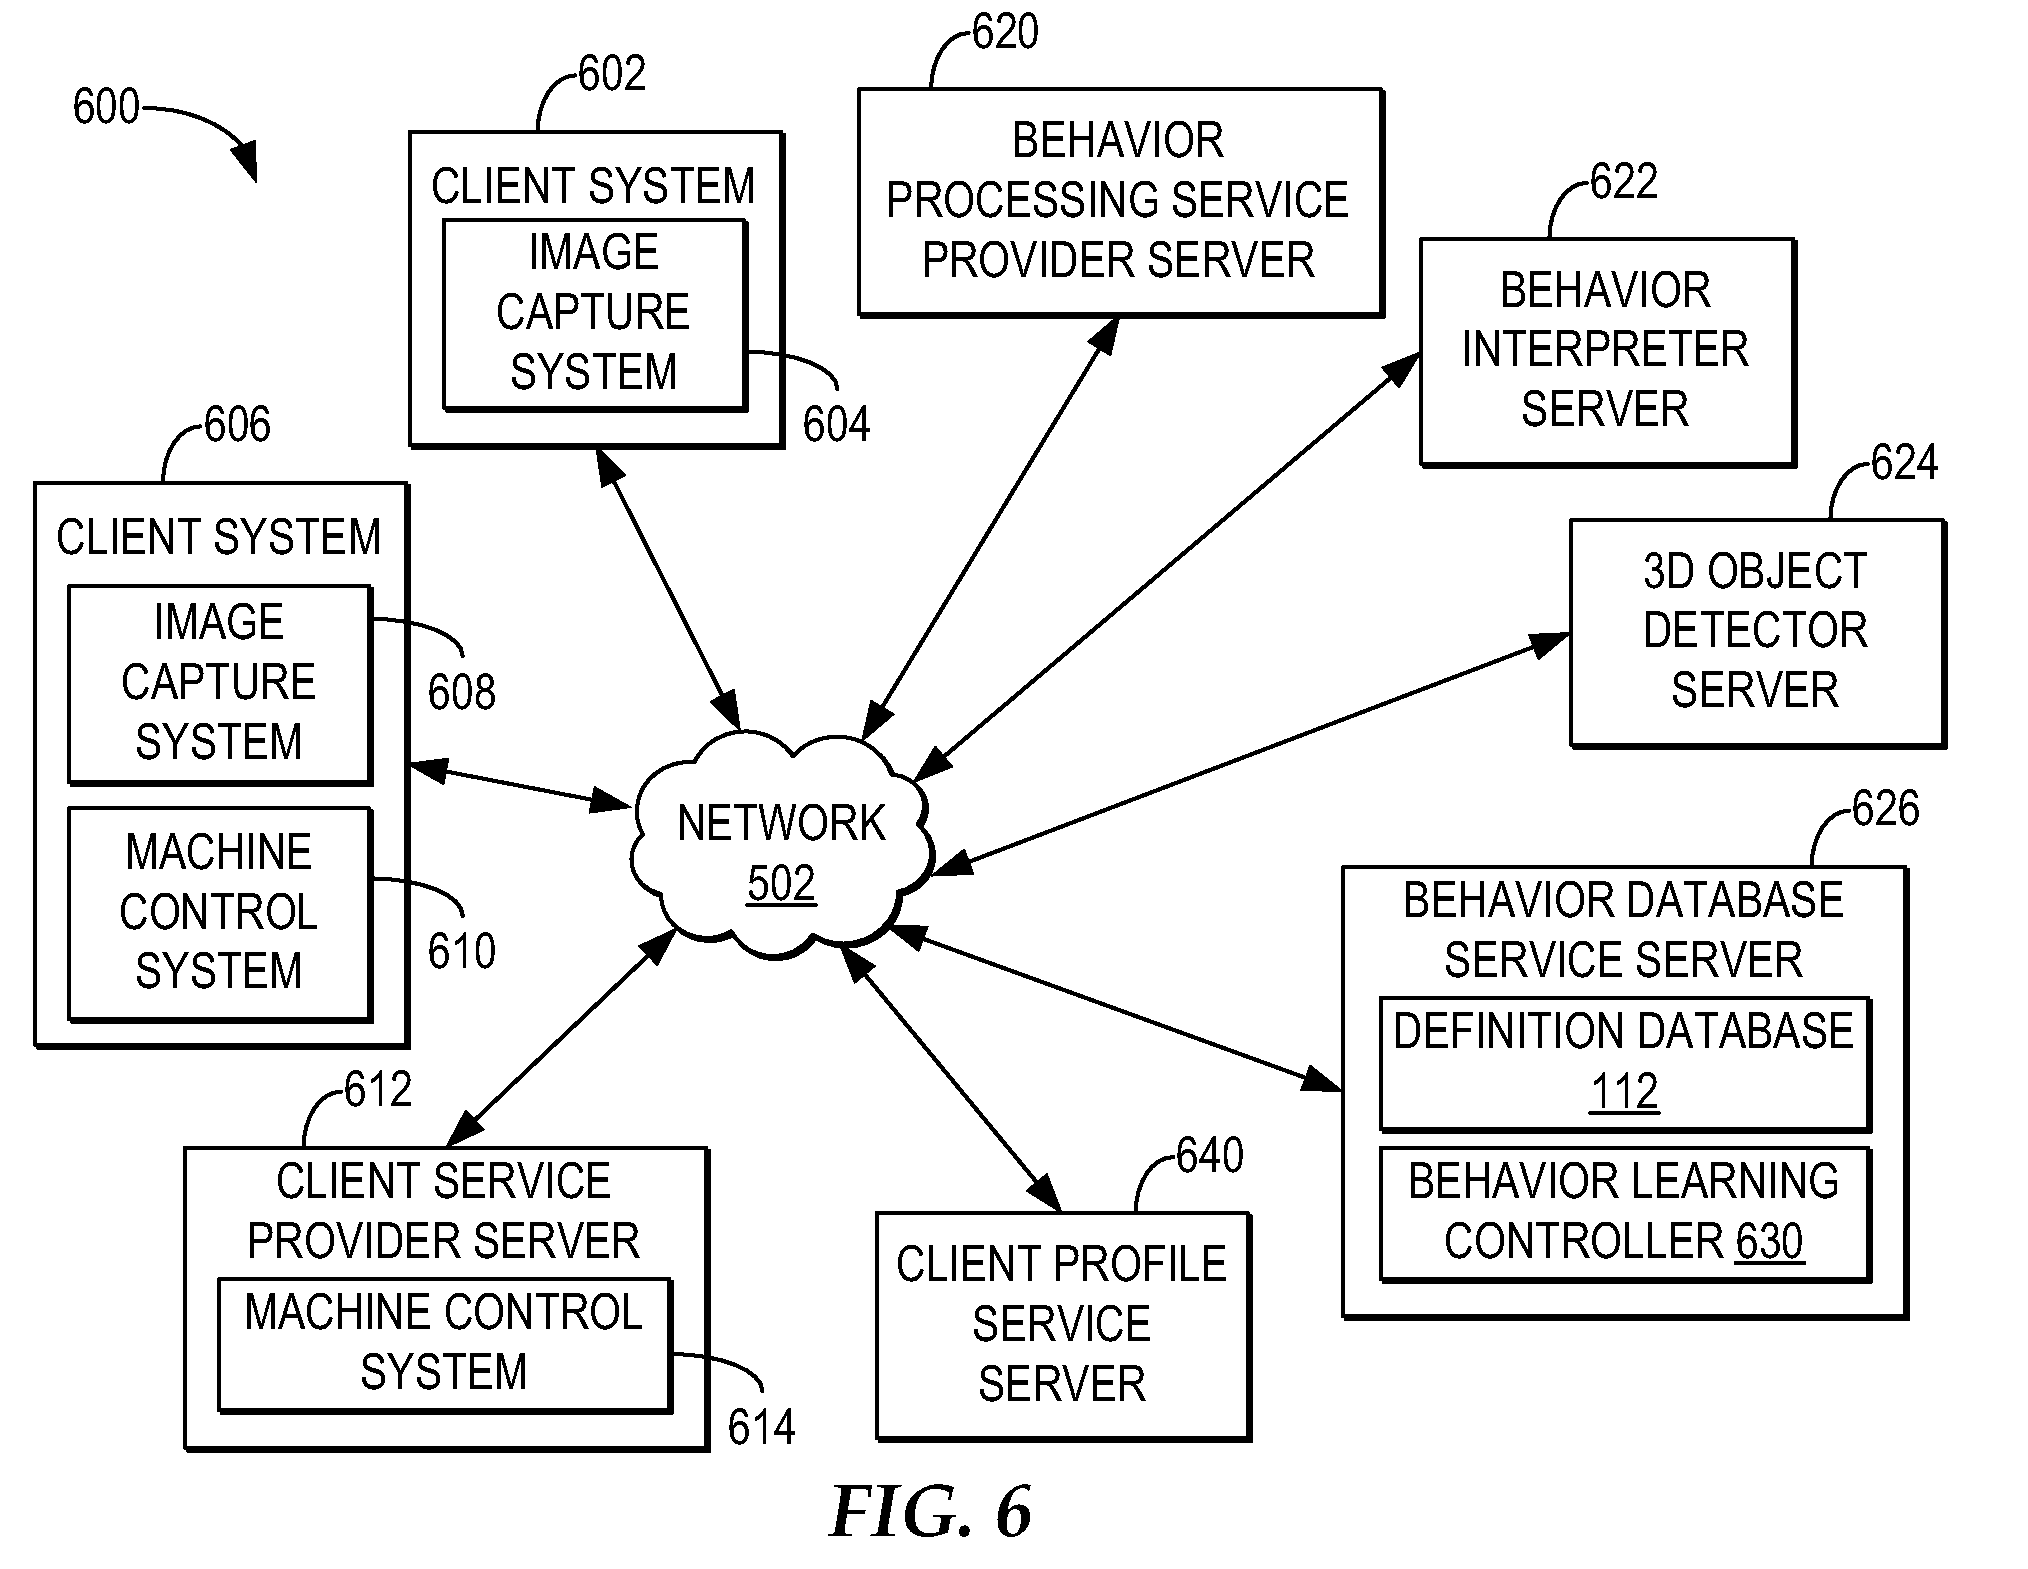 600
602
CLIENT SYSTEM
IMAGE
CAPTURE
SYSTEM
604
620
BEHAVIOR
PROCESSING SERVICE
PROVIDER SERVER
622
BEHAVIOR
INTERPRETER
SERVER
624
3D OBJECT
DETECTOR
SERVER
606
CLIENT SYSTEM
IMAGE
CAPTURE
SYSTEM
608
MACHINE
CONTROL
SYSTEM
610
NETWORK
502
626
BEHAVIOR DATABASE
SERVICE SERVER
DEFINITION DATABASE
112
BEHAVIOR LEARNING
CONTROLLER 630
612
CLIENT SERVICE
PROVIDER SERVER
MACHINE CONTROL
SYSTEM
614
640
CLIENT PROFILE
SERVICE
SERVER
FIG. 6